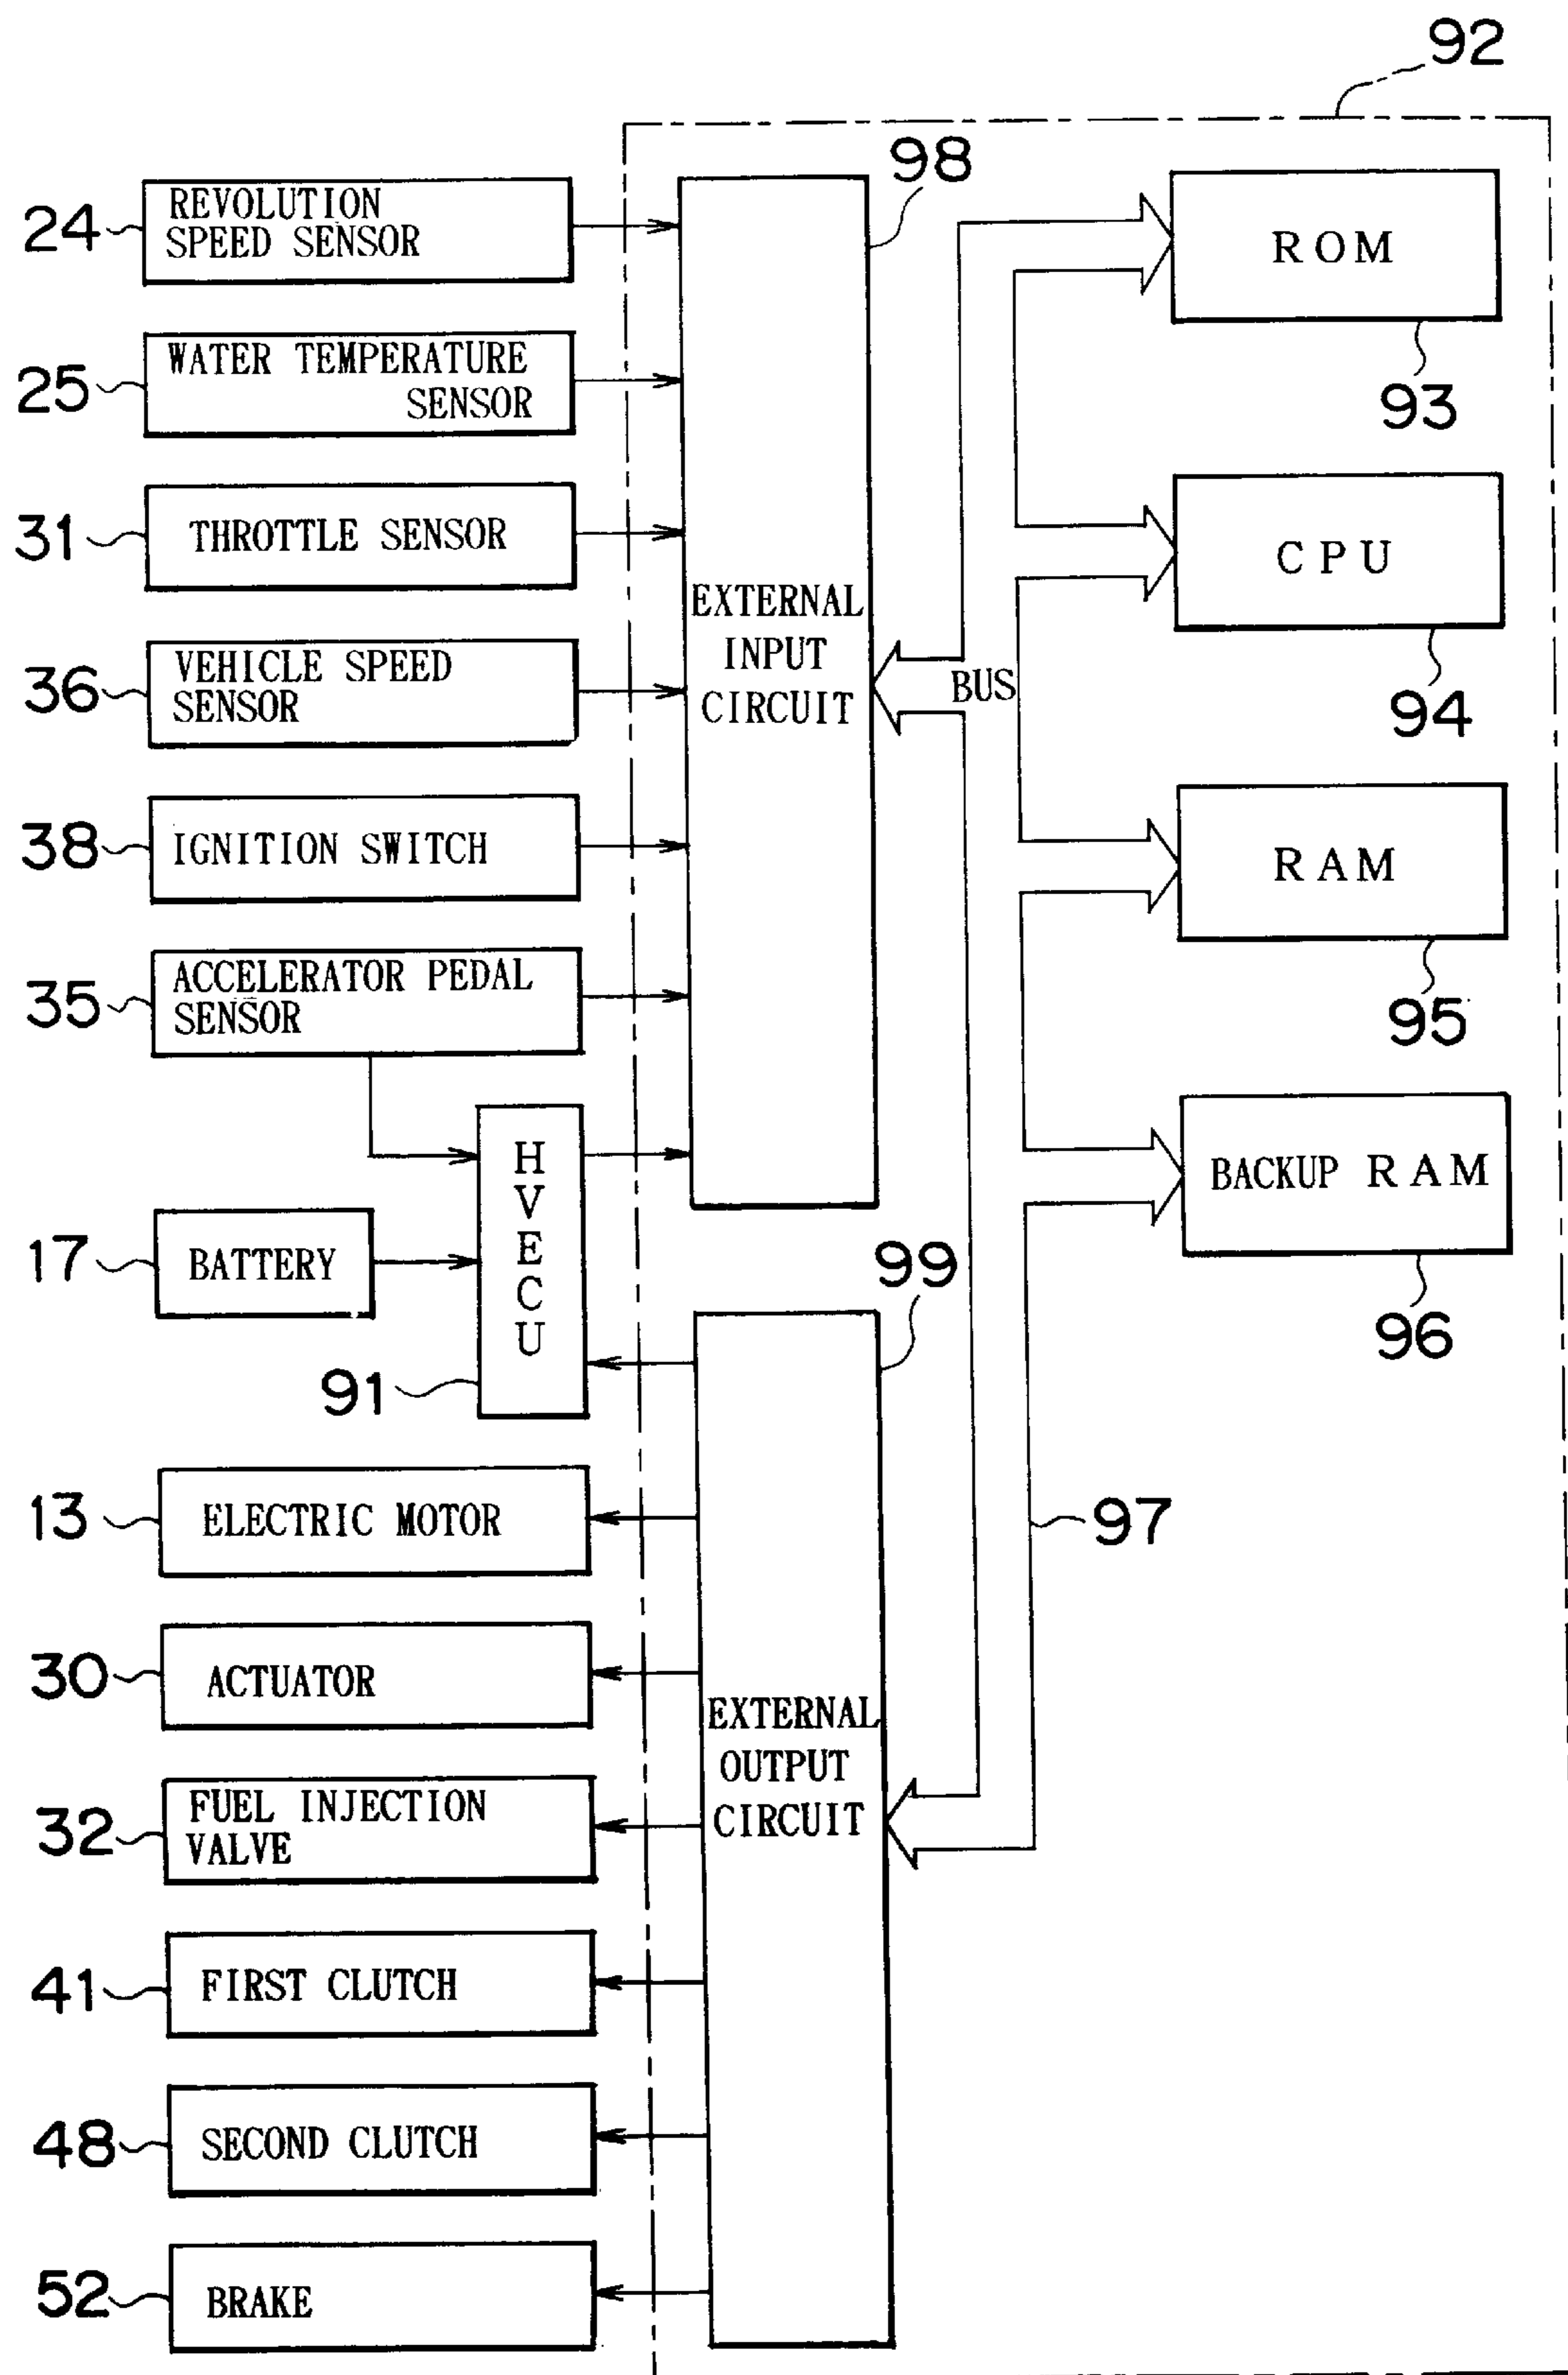 92
98
24
REVOLUTION
SPEED SENSOR
ROM
93
25
WATER TEMPERATURE
SENSOR
31
THROTTLE SENSOR
CPU
94
EXTERNAL
INPUT
CIRCUIT
BUS
36
VEHICLE SPEED
SENSOR
38
IGNITION SWITCH
RAM
95
35
ACCELERATOR PEDAL
SENSOR
HVECU
BACKUP RAM
96
17
BATTERY
99
91
13
ELECTRIC MOTOR
97
30
ACTUATOR
EXTERNAL
OUTPUT
CIRCUIT
32
FUEL INJECTION
VALVE
41
FIRST CLUTCH
48
SECOND CLUTCH
52
BRAKE